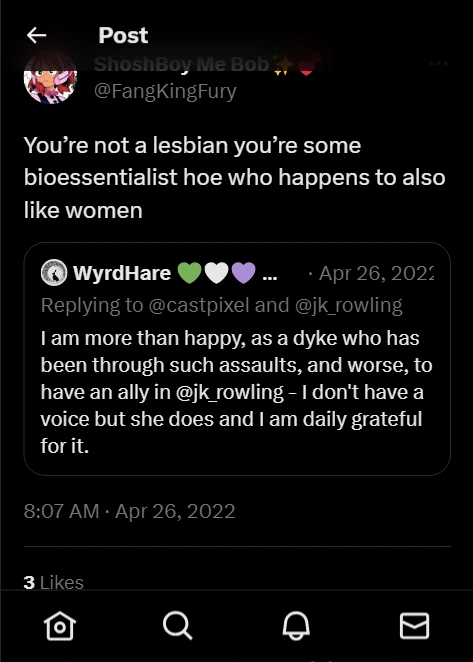 Post
ShoshBoy Me Bob✨❤️
@FangKingFury
You’re not a lesbian you’re some
bioessentialist hoe who happens to also
like women
WyrdHare 💚🤍💜 ... · Apr 26, 2022
Replying to @castpixel and @jk_rowling
I am more than happy, as a dyke who has
been through such assaults, and worse, to
have an ally in @jk_rowling - I don't have a
voice but she does and I am daily grateful
for it.
8:07 AM · Apr 26, 2022
3 Likes